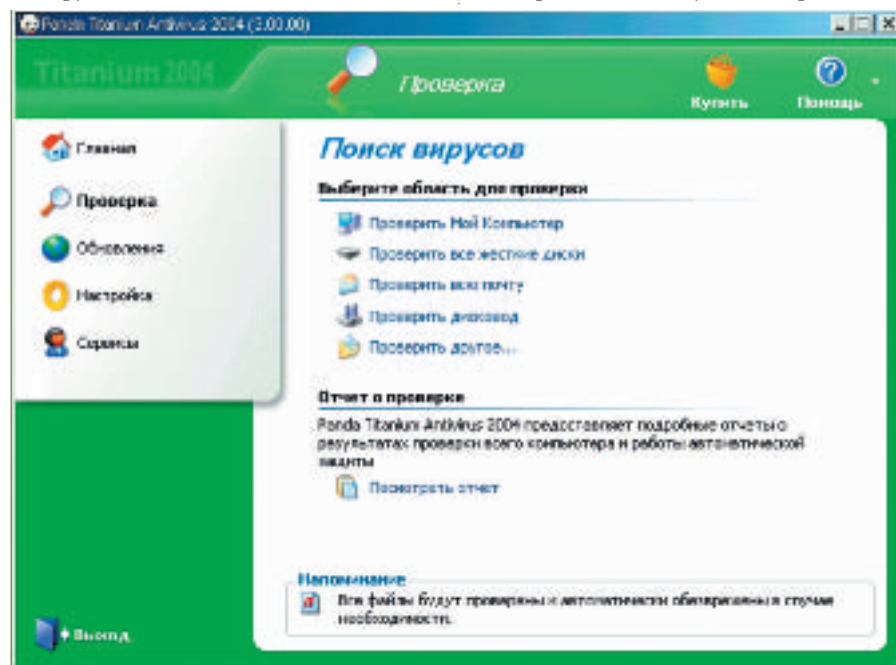 Panda Titanium Antivirus 2004 (3.00.00)
Titanium 2004
Проверка
Купить
Помощь
Главная
Проверка
Обновления
Настройка
Сервисы
Выход
Поиск вирусов
Выберите область для проверки
Проверить Мой Компьютер
Проверить все жесткие диски
Проверить всю почту
Проверить дисковод
Проверить другое...
Отчет о проверке
Panda Titanium Antivirus 2004 предоставляет подробные отчеты о
результатах проверки всего компьютера и работы автоматической
защиты
Посмотреть отчет
Напоминание
Все файлы будут проверены и автоматически обезврежены в случае
необходимости.